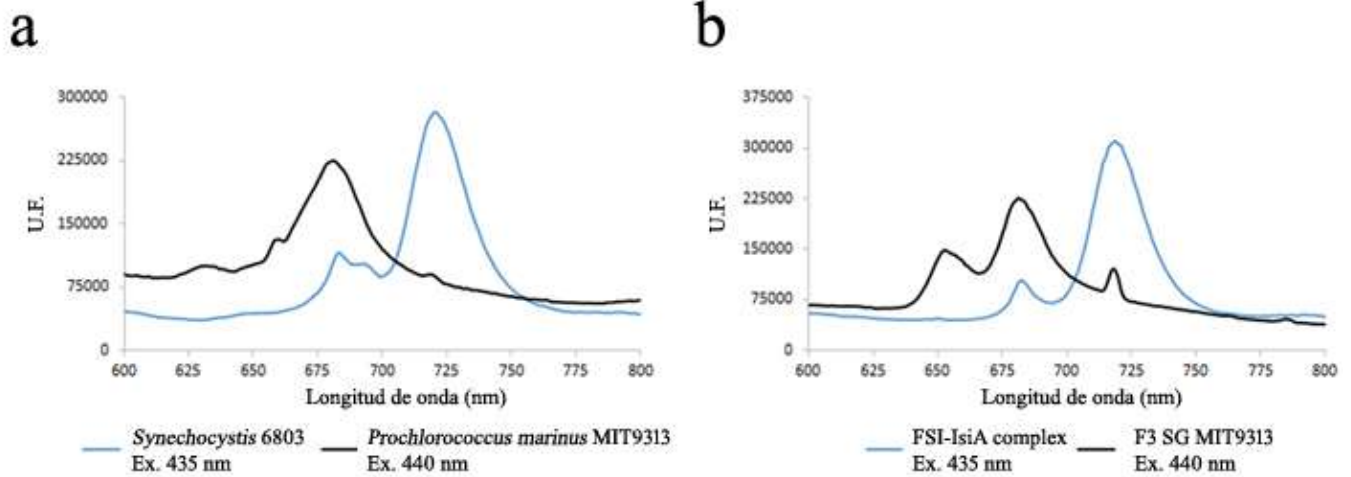 a
300000
225000
150000
75000
0
U.F.
600 625 650 675 700 725 750 775 800
Longitud de onda (nm)
Synechocystis 6803
Ex. 435 nm
Prochlorococcus marinus MIT9313
Ex. 440 nm
b
375000
300000
225000
150000
75000
0
U.F.
600 625 650 675 700 725 750 775 800
Longitud de onda (nm)
FSI-IsiA complex
Ex. 435 nm
F3 SG MIT9313
Ex. 440 nm